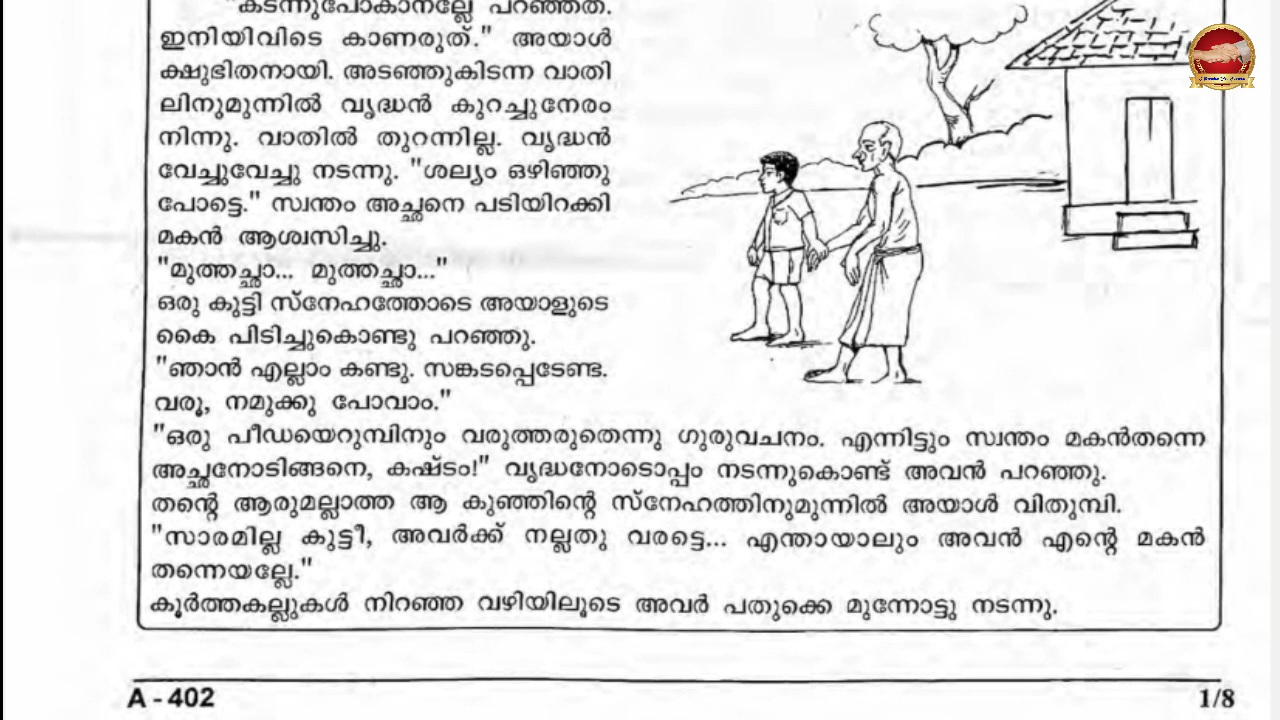 "കടന്നുപോകാനല്ലേ പറഞ്ഞത്.
ഇനിയിവിടെ കാണരുത്." അയാൾ
ക്ഷുഭിതനായി. അടഞ്ഞുകിടന്ന വാതി
ലിനുമുന്നിൽ വൃദ്ധൻ കുറച്ചുനേരം
നിന്നു. വാതിൽ തുറന്നില്ല. വൃദ്ധൻ
വേച്ചുവേച്ചു നടന്നു. "ശല്യം ഒഴിഞ്ഞു
പോട്ടെ." സ്വന്തം അച്ഛനെ പടിയിറക്കി
മകൻ ആശ്വസിച്ചു.
"മുത്തച്ഛാ... മുത്തച്ഛാ..."
ഒരു കുട്ടി സ്നേഹത്തോടെ അയാളുടെ
കൈ പിടിച്ചുകൊണ്ടു പറഞ്ഞു.
"ഞാൻ എല്ലാം കണ്ടു. സങ്കടപ്പെടേണ്ട.
വരൂ, നമുക്കു പോവാം."
"ഒരു പീഡയെറുമ്പിനും വരുത്തരുതെന്നു ഗുരുവചനം. എന്നിട്ടും സ്വന്തം മകൻതന്നെ
അച്ഛനോടിങ്ങനെ, കഷ്ടം!" വൃദ്ധനോടൊപ്പം നടന്നുകൊണ്ട് അവൻ പറഞ്ഞു.
തന്റെ ആരുമല്ലാത്ത ആ കുഞ്ഞിന്റെ സ്നേഹത്തിനുമുന്നിൽ അയാൾ വിതുമ്പി.
"സാരമില്ല കുട്ടീ, അവർക്ക് നല്ലതു വരട്ടെ... എന്തായാലും അവൻ എന്റെ മകൻ
തന്നെയല്ലേ."
കൂർത്തകല്ലുകൾ നിറഞ്ഞ വഴിയിലൂടെ അവർ പതുക്കെ മുന്നോട്ടു നടന്നു.
A - 402
1/8